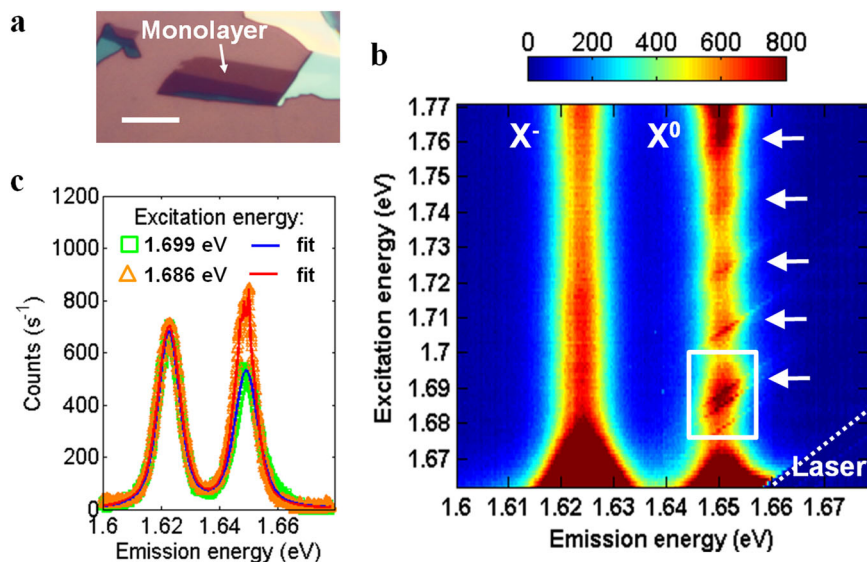 a
Monolayer
b
0 200 400 600 800
X⁻ X⁰
1.77
1.76
1.75
1.74
1.73
1.72
1.71
1.7
1.69
1.68
1.67
Excitation energy (eV)
Laser
1.6 1.61 1.62 1.63 1.64 1.65 1.66 1.67
Emission energy (eV)
c
1200
1000
800
600
400
200
0
Counts (s⁻¹)
Excitation energy:
1.699 eV fit
1.686 eV fit
1.6 1.62 1.64 1.66
Emission energy (eV)